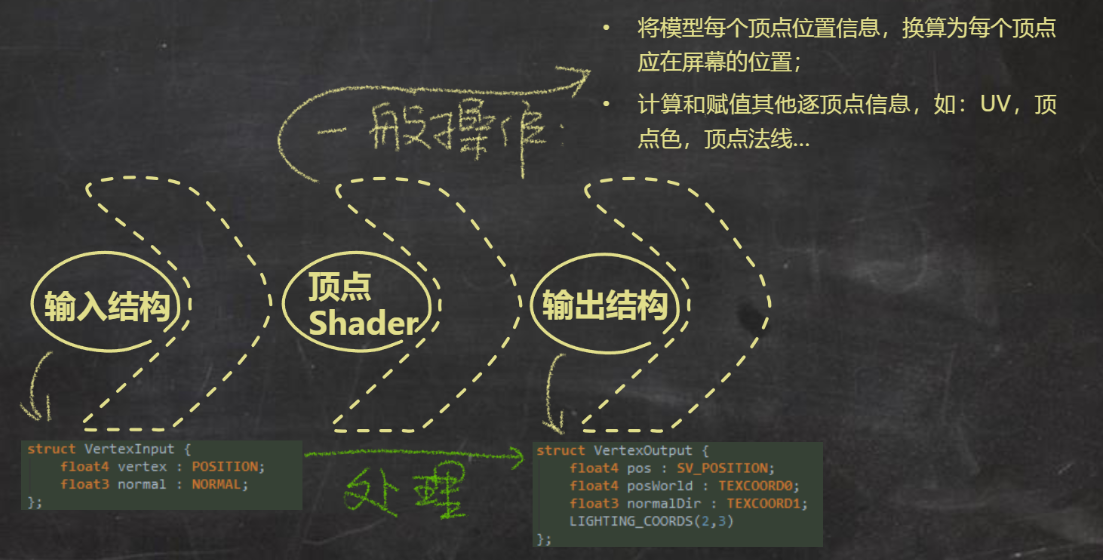 • 将模型每个顶点位置信息，换算为每个顶点
应在屏幕的位置；
• 计算和赋值其他逐顶点信息，如：UV，顶
点色，顶点法线...
一般操作：
输入结构
顶点
Shader
输出结构
struct VertexInput {
float4 vertex : POSITION;
float3 normal : NORMAL;
};
处理
struct VertexOutput {
float4 pos : SV_POSITION;
float4 posWorld : TEXCOORD0;
float3 normalDir : TEXCOORD1;
LIGHTING_COORDS(2,3)
};